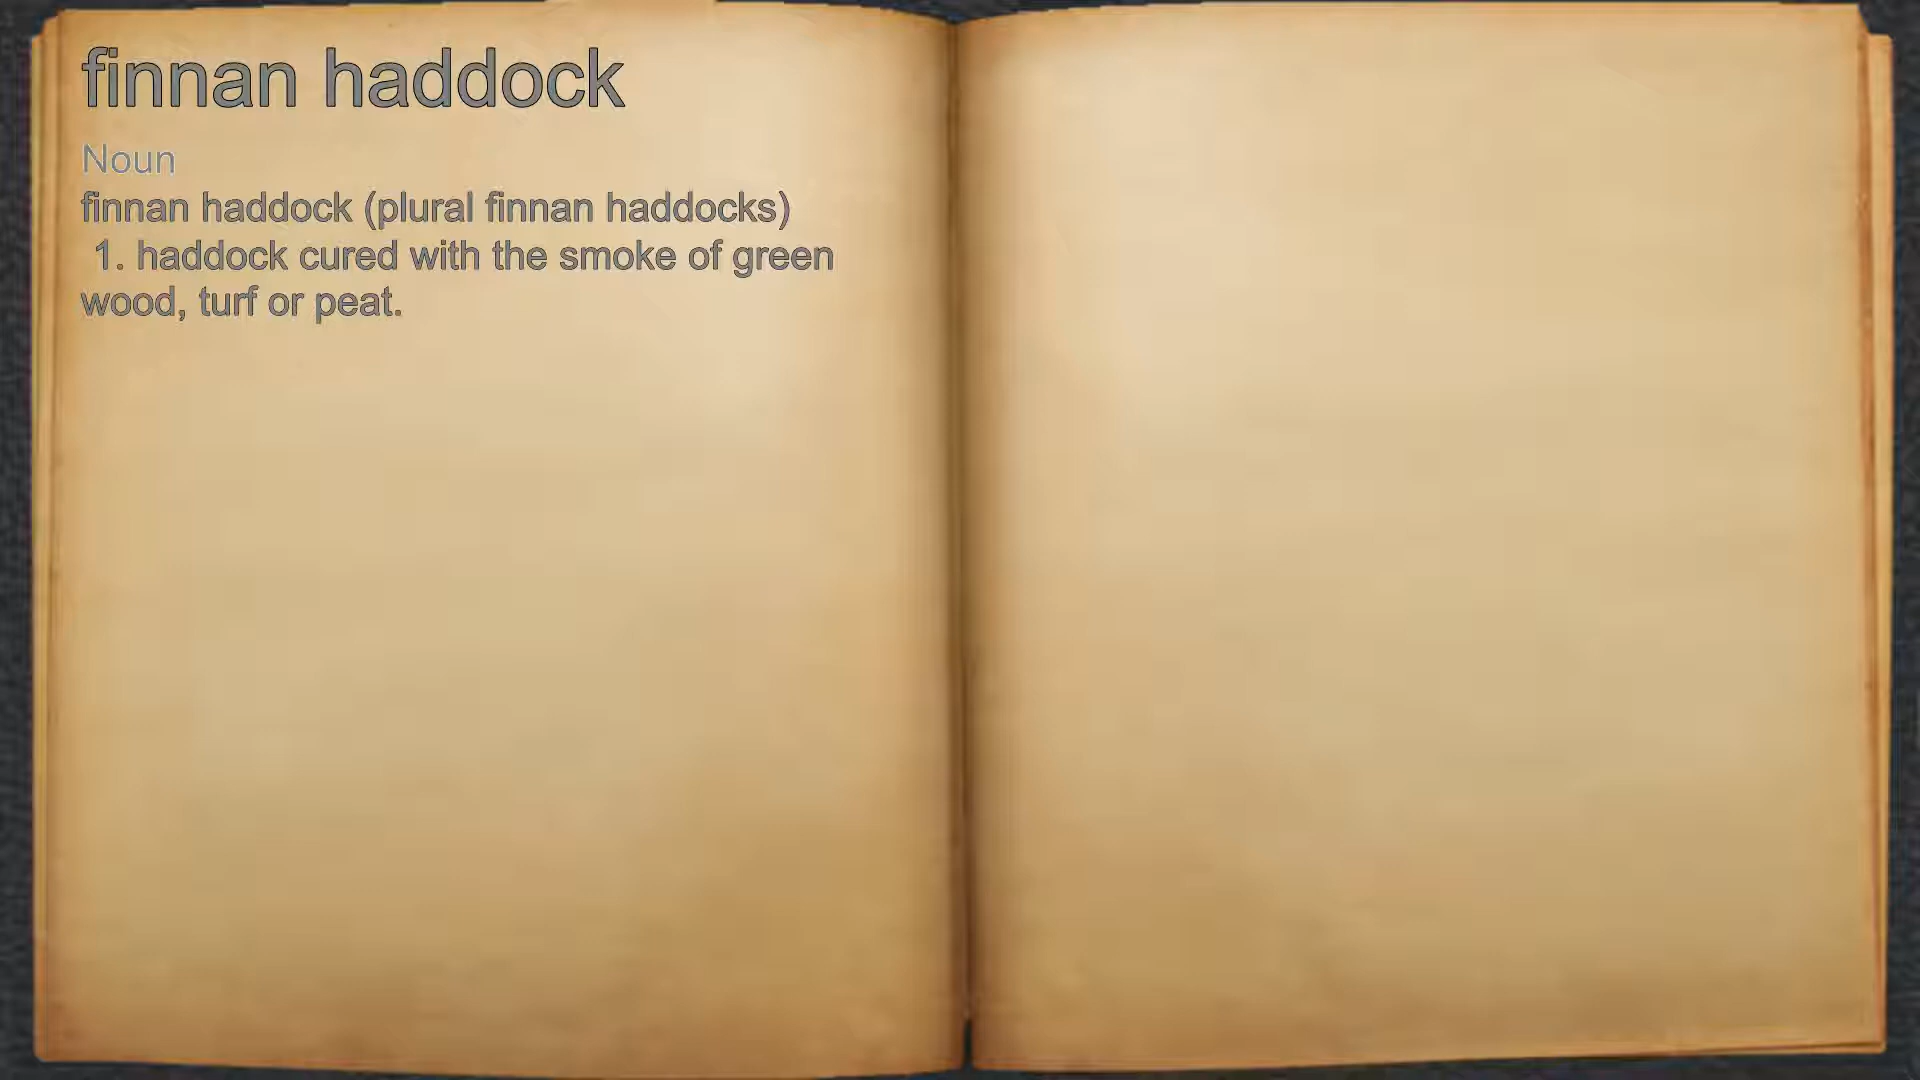 finnan haddock
Noun
finnan haddock (plural finnan haddocks)
1. haddock cured with the smoke of green
wood, turf or peat.